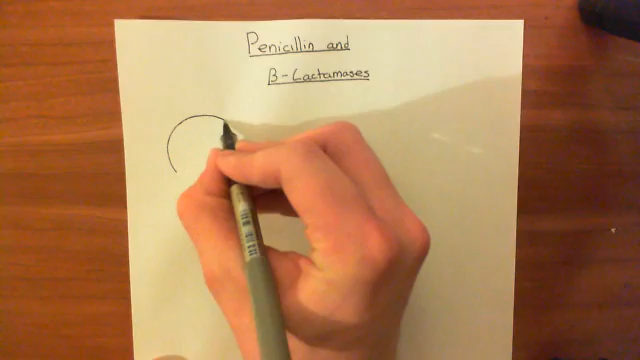 Penicillin and
β-Lactamases